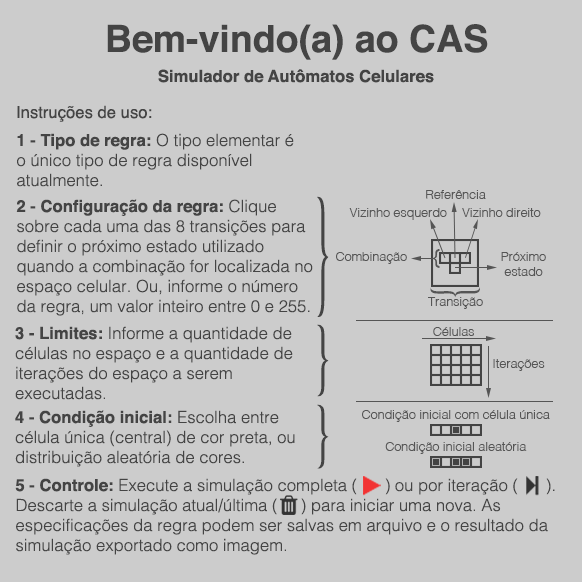 Bem-vindo(a) ao CAS
Simulador de Autômatos Celulares
Instruções de uso:
1 - Tipo de regra: O tipo elementar é
o único tipo de regra disponível
atualmente.
2 - Configuração da regra: Clique
sobre cada uma das 8 transições para
definir o próximo estado utilizado
quando a combinação for localizada no
espaço celular. Ou, informe o número
da regra, um valor inteiro entre 0 e 255.
Referência
Vizinho esquerdo
Vizinho direito
Combinação
Próximo
estado
Transição
3 - Limites: Informe a quantidade de
células no espaço e a quantidade de
iterações do espaço a serem
executadas.
Células
Iterações
4 - Condição inicial: Escolha entre
célula única (central) de cor preta, ou
distribuição aleatória de cores.
Condição inicial com célula única
Condição inicial aleatória
5 - Controle: Execute a simulação completa ( ) ou por iteração ( ).
Descarte a simulação atual/última ( ) para iniciar uma nova. As
especificações da regra podem ser salvas em arquivo e o resultado da
simulação exportado como imagem.